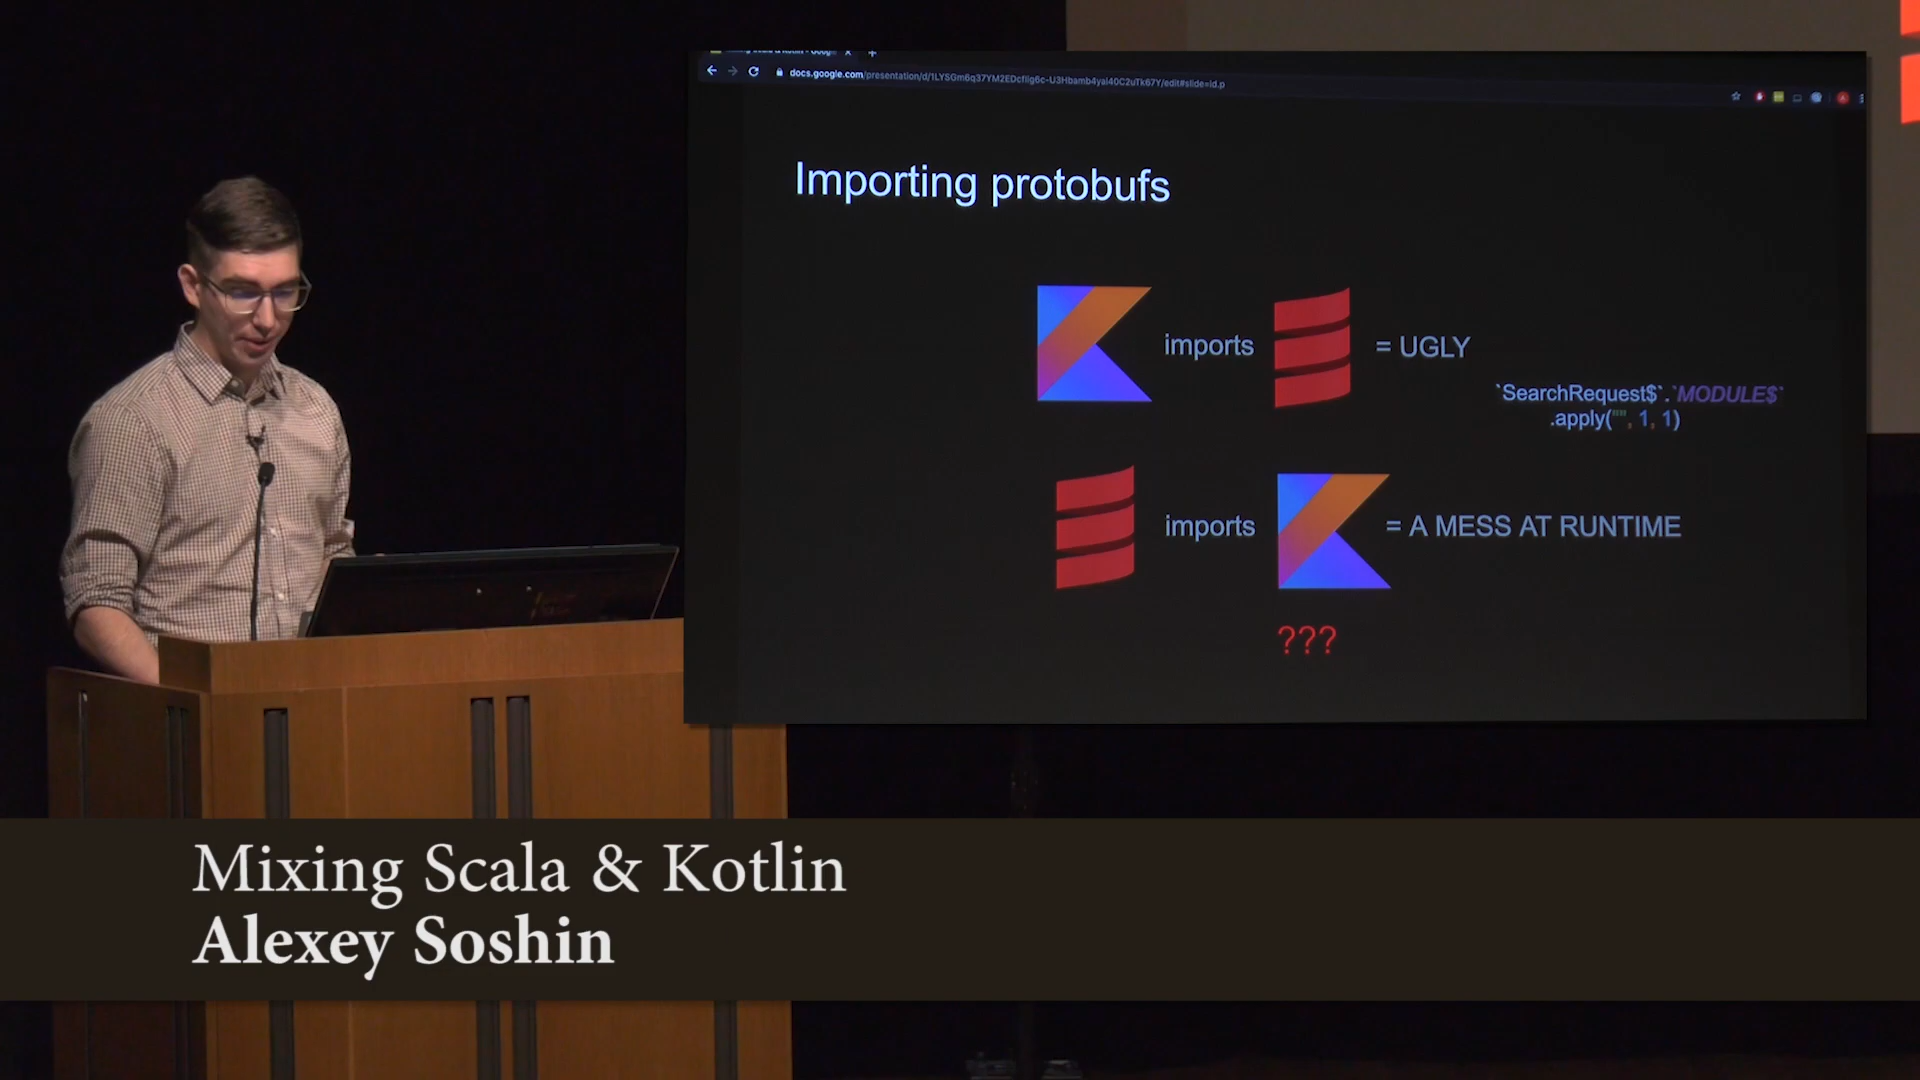 Importing protobufs
imports
= UGLY
`SearchRequest$`.`MODULE$`
.apply("", 1, 1)
imports
= A MESS AT RUNTIME
???
Mixing Scala & Kotlin
Alexey Soshin